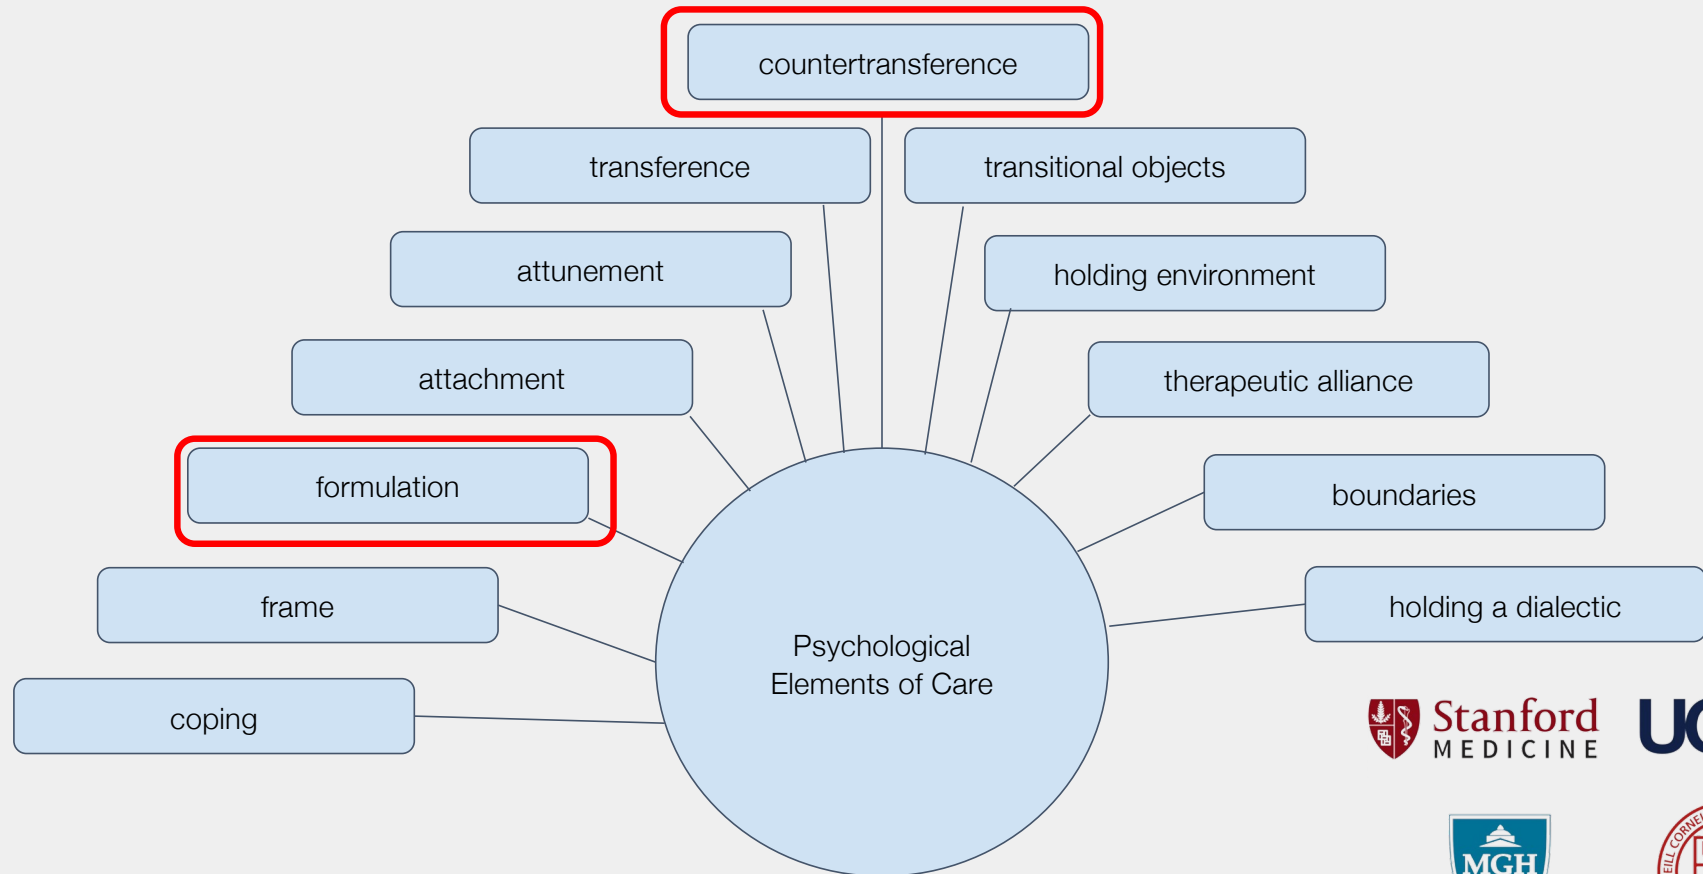 countertransference
transference
transitional objects
attunement
holding environment
attachment
therapeutic alliance
formulation
boundaries
frame
holding a dialectic
Psychological
Elements of Care
coping
Stanford
MEDICINE
MGH